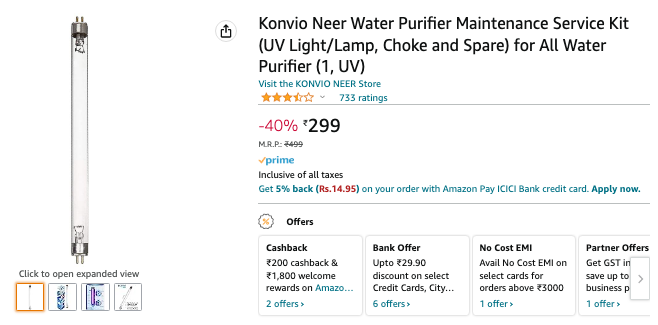 Konvio Neer Water Purifier Maintenance Service Kit
(UV Light/Lamp, Choke and Spare) for All Water
Purifier (1, UV)
Visit the KONVIO NEER Store
733 ratings
-40% ₹299
M.R.P.: ₹499
prime
Inclusive of all taxes
Get 5% back (Rs.14.95) on your order with Amazon Pay ICICI Bank credit card. Apply now.
Click to open expanded view
Offers
Cashback
₹200 cashback &
₹1,800 welcome
rewards on Amazo...
2 offers
Bank Offer
Upto ₹29.90
discount on select
Credit Cards, City...
6 offers
No Cost EMI
Avail No Cost EMI on
select cards for
orders above ₹3000
1 offer
Partner Offers
Get GST in
save up to
business p
1 offer